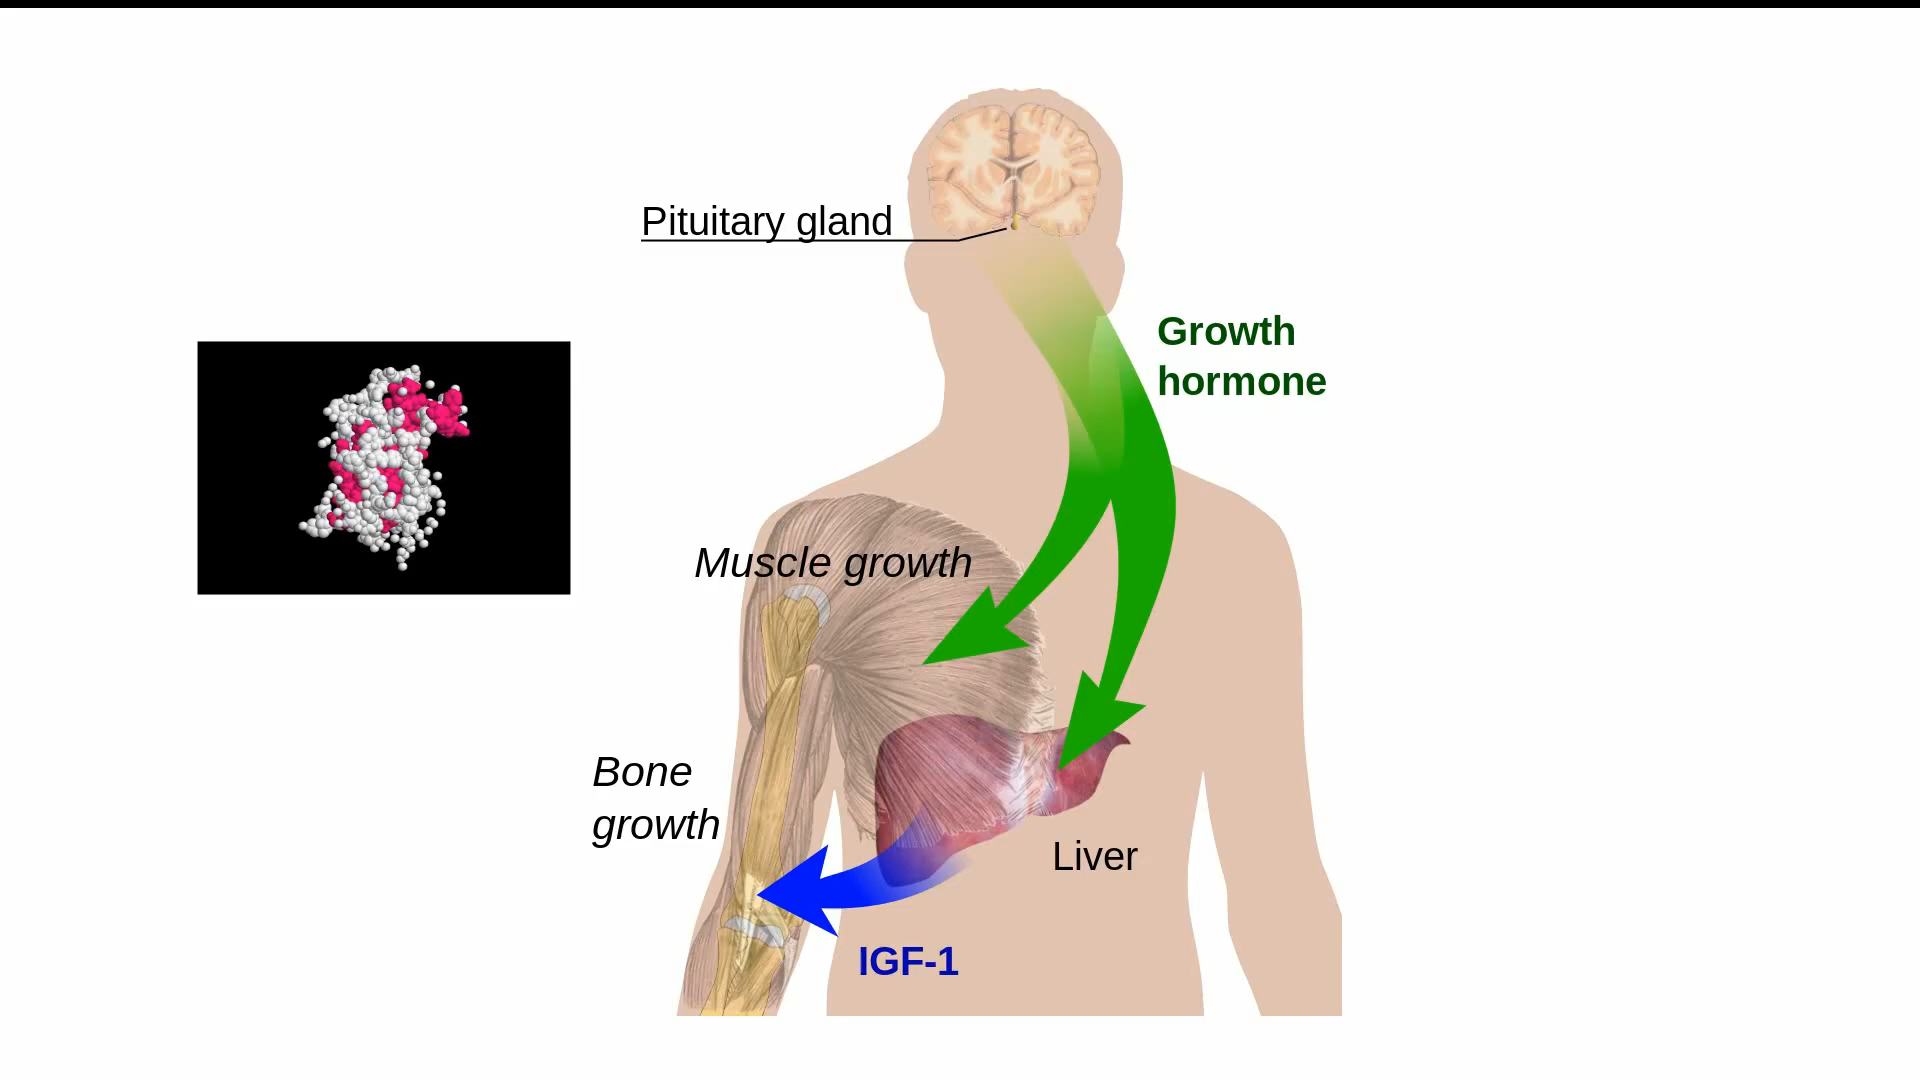 Pituitary gland
Growth
hormone
Muscle growth
Bone
growth
Liver
IGF-1